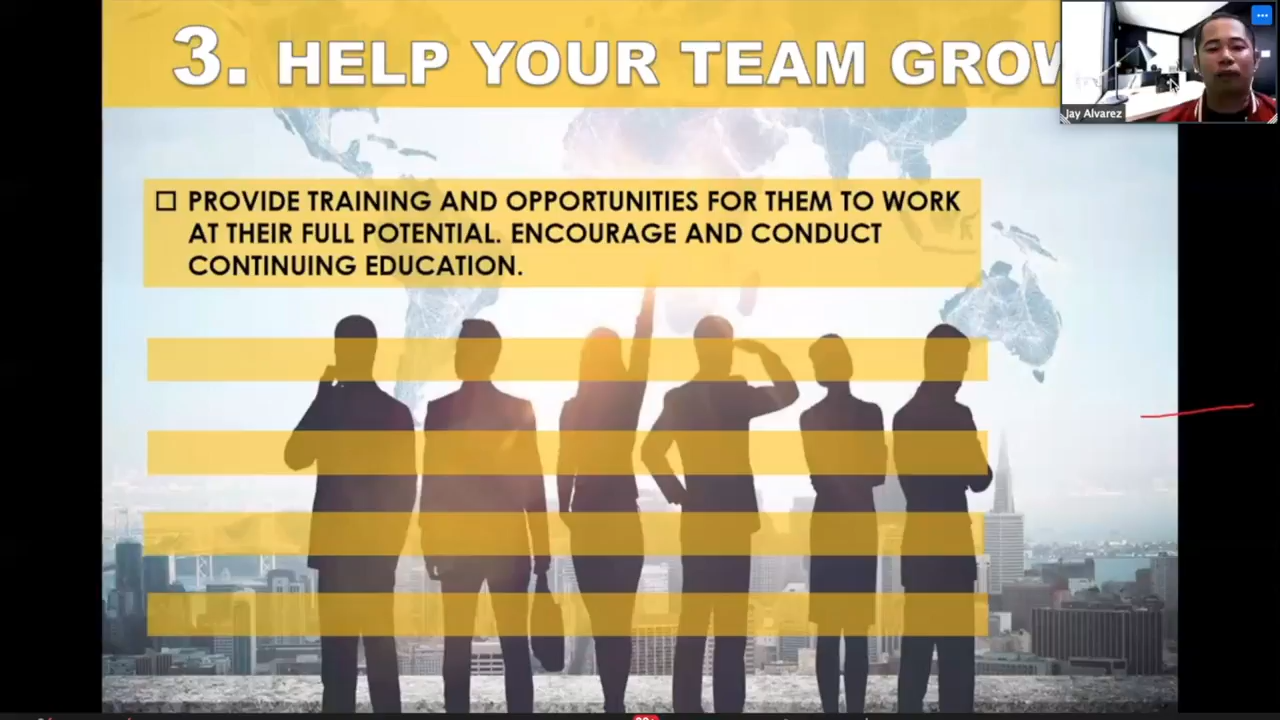 3. HELP YOUR TEAM GROW
Jay Alvarez
PROVIDE TRAINING AND OPPORTUNITIES FOR THEM TO WORK
AT THEIR FULL POTENTIAL. ENCOURAGE AND CONDUCT
CONTINUING EDUCATION.